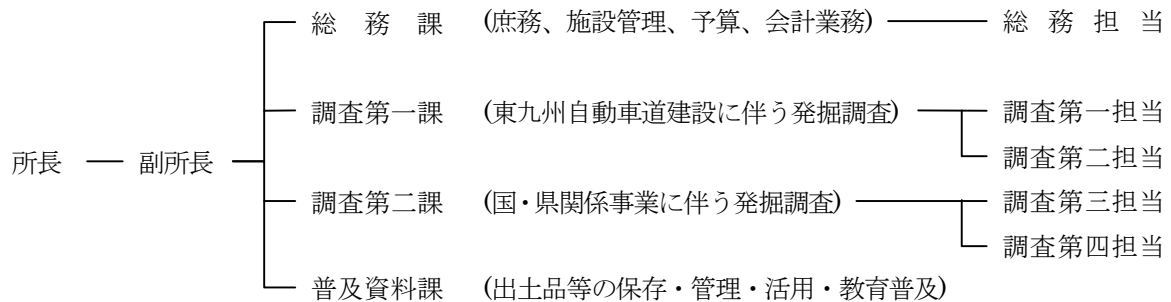 総務課 (庶務、施設管理、予算、会計業務) 総務担当
調査第一課 (東九州自動車道建設に伴う発掘調査) 調査第一担当
調査第二担当
所長 副所長
調査第二課 (国・県関係事業に伴う発掘調査) 調査第三担当
調査第四担当
普及資料課 (出土品等の保存・管理・活用・教育普及)